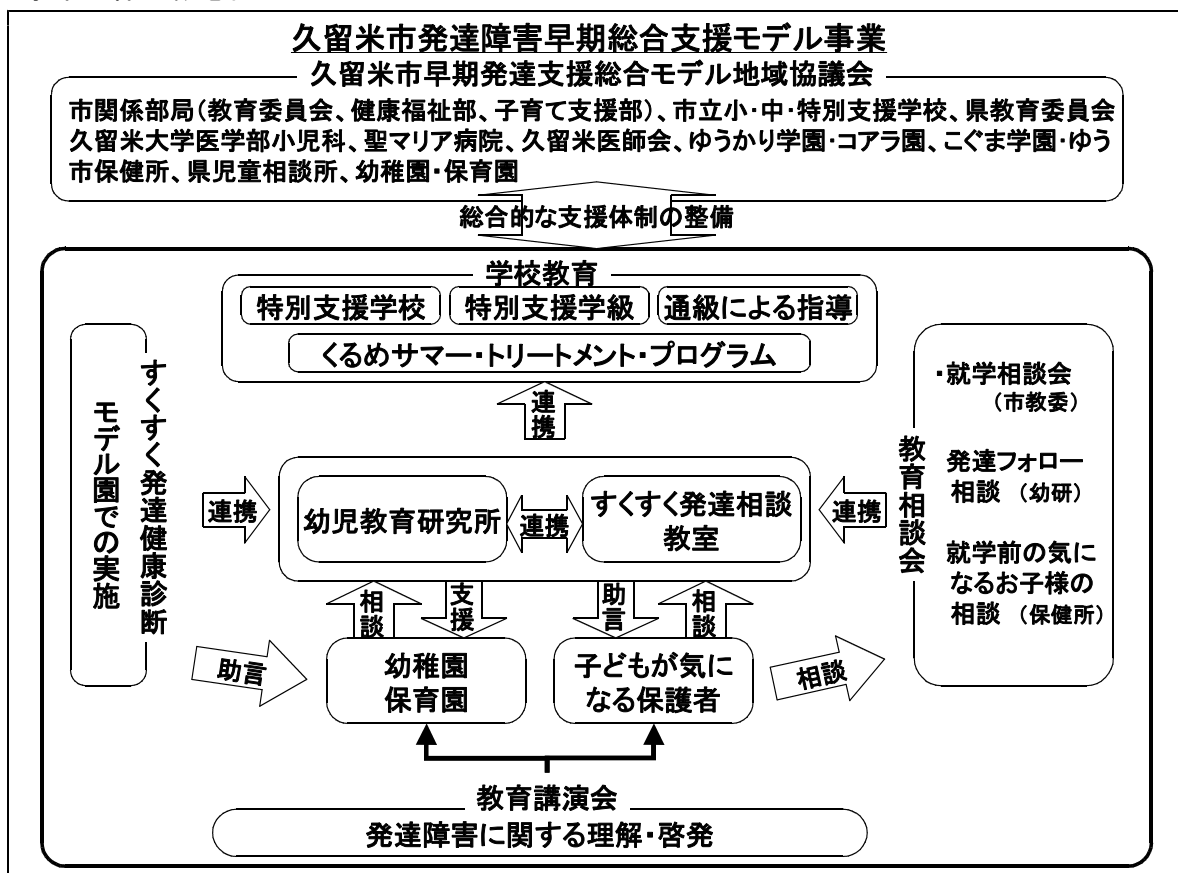 久留米市発達障害早期総合支援モデル事業
久留米市早期発達支援総合モデル地域協議会
市関係部局(教育委員会、健康福祉部、子育て支援部)、市立小・中・特別支援学校、県教育委員会
久留米大学医学部小児科、聖マリア病院、久留米医師会、ゆうかり学園・コアラ園、こぐま学園・ゆう
市保健所、県児童相談所、幼稚園・保育園
総合的な支援体制の整備
学校教育
特別支援学校
特別支援学級
通級による指導
くるめサマー・トリートメント・プログラム
連携
すくすく発達健康診断
モデル園での実施
連携
幼児教育研究所
連携
すくすく発達相談
教室
連携
教育相談会
・就学相談会
(市教委)
発達フォロー
相談 (幼研)
就学前の気に
なるお子様の
相談 (保健所)
相談
支援
助言
相談
助言
幼稚園
保育園
子どもが気に
なる保護者
相談
教育講演会
発達障害に関する理解・啓発